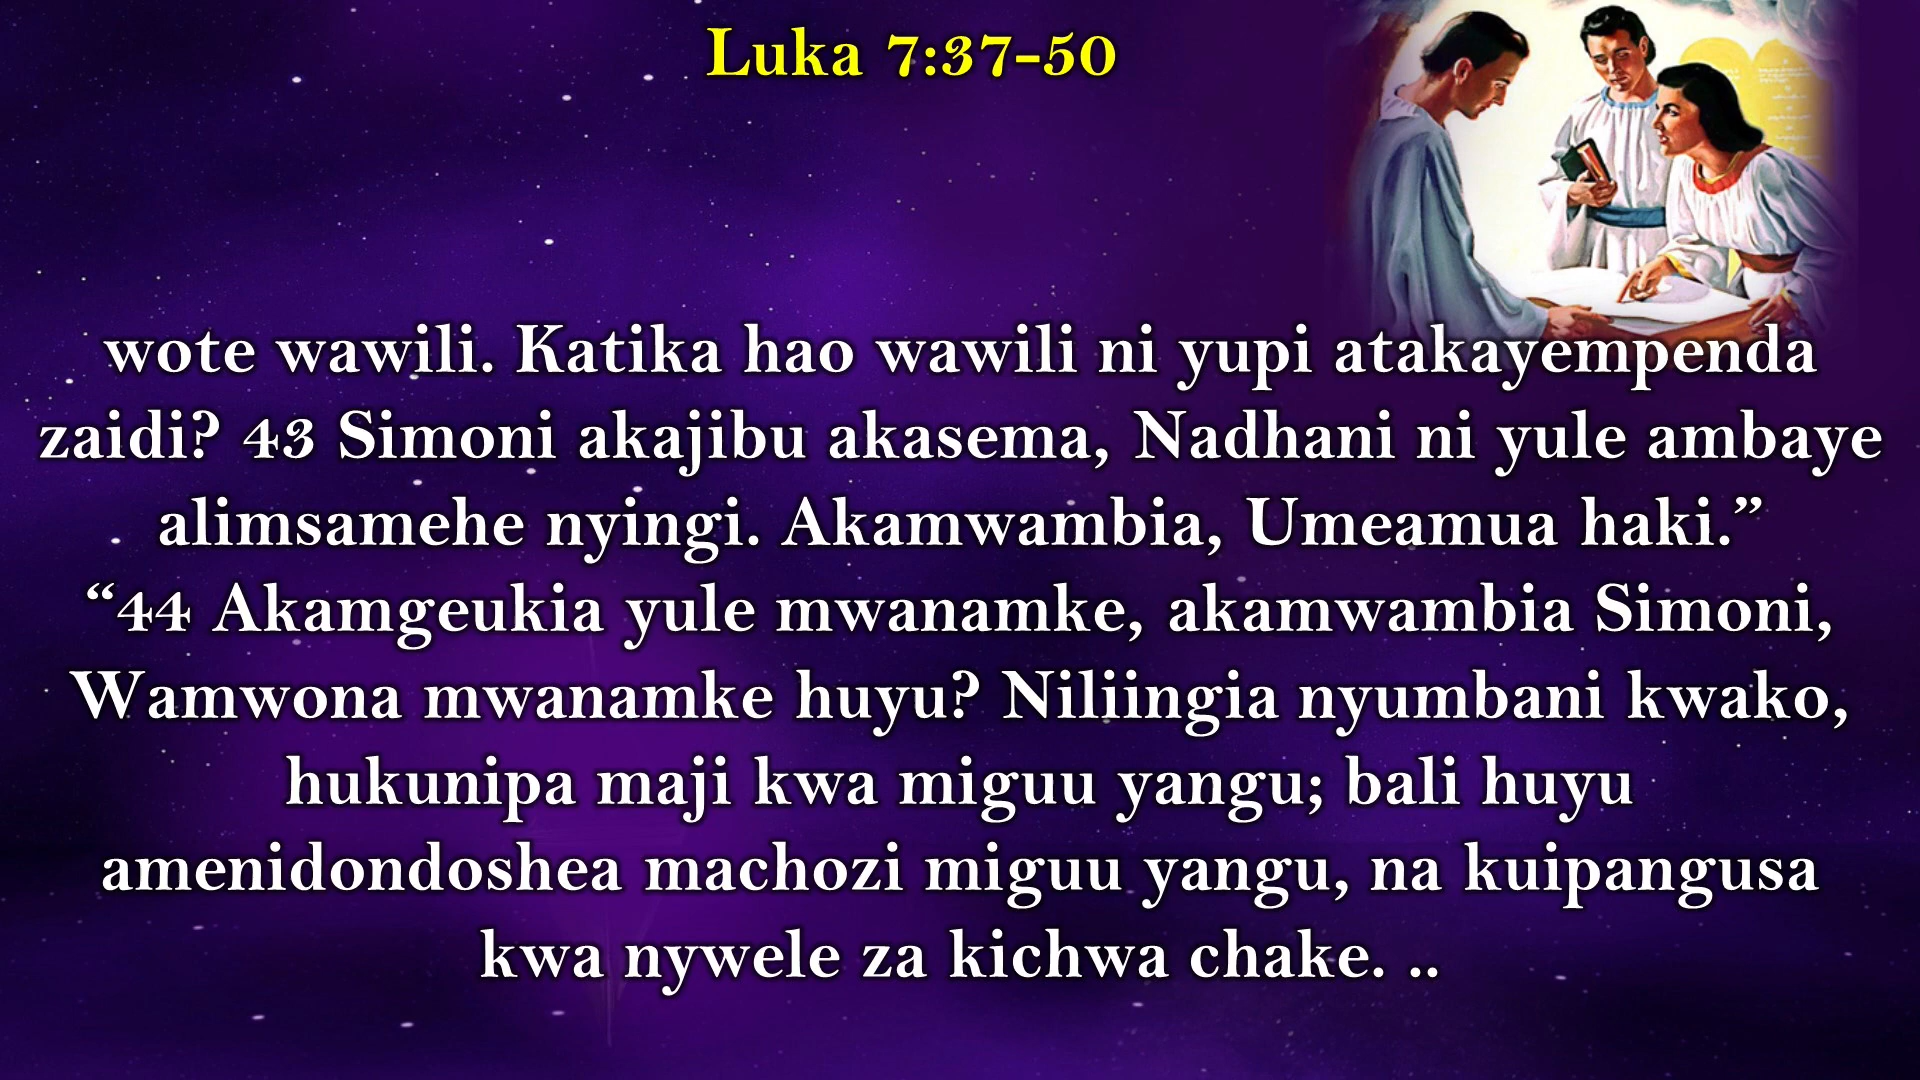 Luka 7:37-50
wote wawili. Katika hao wawili ni yupi atakayempenda
zaidi? 43 Simoni akajibu akasema, Nadhani ni yule ambaye
alimsamehe nyingi. Akamwambia, Umeamua haki.”
“44 Akamgeukia yule mwanamke, akamwambia Simoni,
Wamwona mwanamke huyu? Niliingia nyumbani kwako,
hukunipa maji kwa miguu yangu; bali huyu
amenidondoshea machozi miguu yangu, na kuipangusa
kwa nywele za kichwa chake. ..